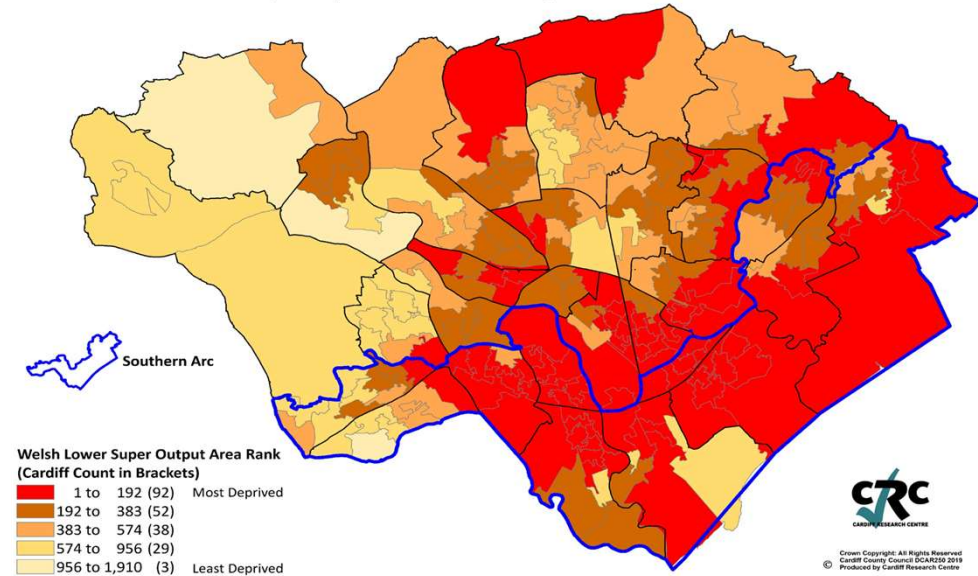 Southern Arc
Welsh Lower Super Output Area Rank
(Cardiff Count in Brackets)
1 to 192 (92) Most Deprived
192 to 383 (52)
383 to 574 (38)
574 to 956 (29)
956 to 1,910 (3) Least Deprived
CRC
CARDIFF RESEARCH CENTRE
Crown Copyright: All Rights Reserved
Cardiff County Council DCAR250 2019
© Produced by Cardiff Research Centre